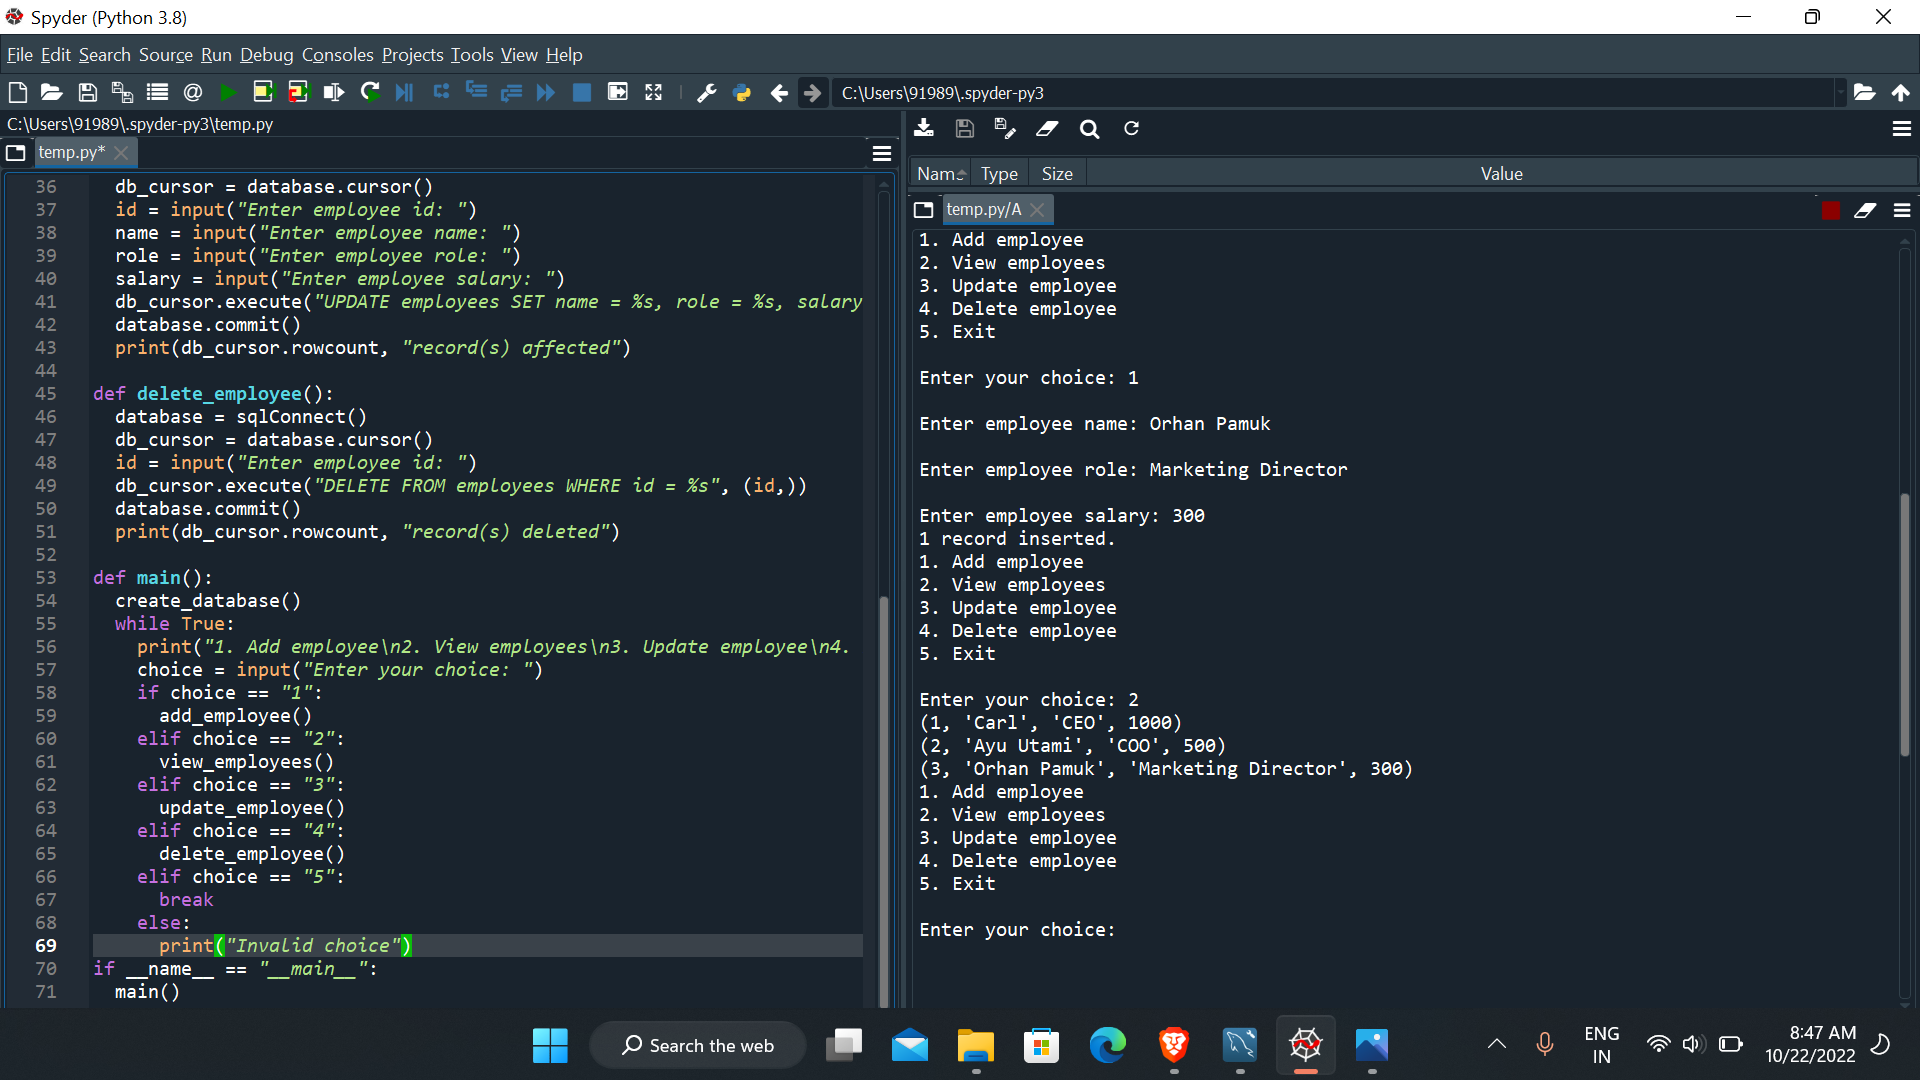 Spyder (Python 3.8)
File Edit Search Source Run Debug Consoles Projects Tools View Help
C:\Users\91989\.spyder-py3
C:\Users\91989\.spyder-py3\temp.py
temp.py*
36 db_cursor = database.cursor()
37 id = input("Enter employee id: ")
38 name = input("Enter employee name: ")
39 role = input("Enter employee role: ")
40 salary = input("Enter employee salary: ")
41 db_cursor.execute("UPDATE employees SET name = %s, role = %s, salary
42 database.commit()
43 print(db_cursor.rowcount, "record(s) affected")
44
45 def delete_employee():
46 database = sqlConnect()
47 db_cursor = database.cursor()
48 id = input("Enter employee id: ")
49 db_cursor.execute("DELETE FROM employees WHERE id = %s", (id,))
50 database.commit()
51 print(db_cursor.rowcount, "record(s) deleted")
52
53 def main():
54 create_database()
55 while True:
56 print("1. Add employee\n2. View employees\n3. Update employee\n4.
57 choice = input("Enter your choice: ")
58 if choice == "1":
59 add_employee()
60 elif choice == "2":
61 view_employees()
62 elif choice == "3":
63 update_employee()
64 elif choice == "4":
65 delete_employee()
66 elif choice == "5":
67 break
68 else:
69 print("Invalid choice")
70 if __name__ == "__main__":
71 main()
Nam Type Size Value
temp.py/A
1. Add employee
2. View employees
3. Update employee
4. Delete employee
5. Exit
Enter your choice: 1
Enter employee name: Orhan Pamuk
Enter employee role: Marketing Director
Enter employee salary: 300
1 record inserted.
1. Add employee
2. View employees
3. Update employee
4. Delete employee
5. Exit
Enter your choice: 2
(1, 'Carl', 'CEO', 1000)
(2, 'Ayu Utami', 'COO', 500)
(3, 'Orhan Pamuk', 'Marketing Director', 300)
1. Add employee
2. View employees
3. Update employee
4. Delete employee
5. Exit
Enter your choice:
Search the web
ENG
IN
8:47 AM
10/22/2022